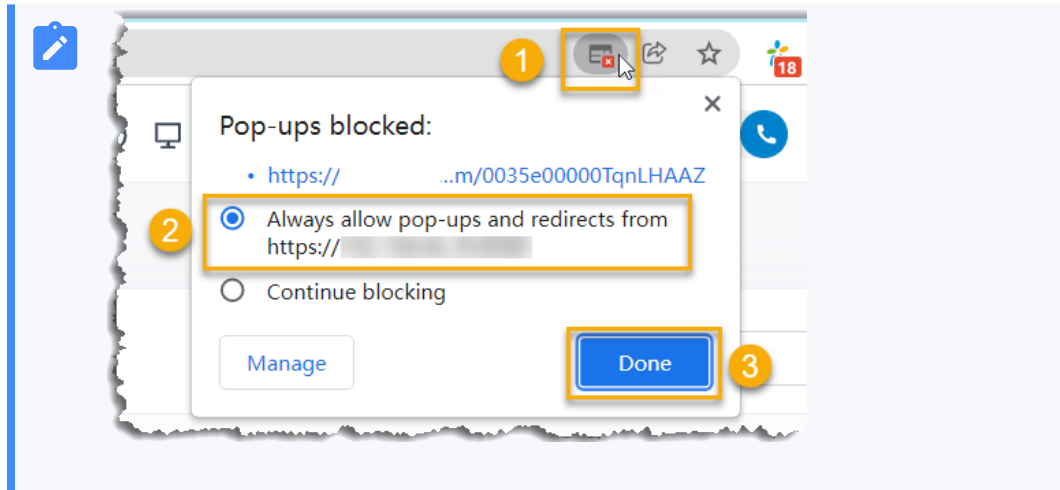 1
18
Pop-ups blocked:
• https:// ...m/0035e00000TqnLHAAZ
2
Always allow pop-ups and redirects from
https://
Continue blocking
Manage
Done
3